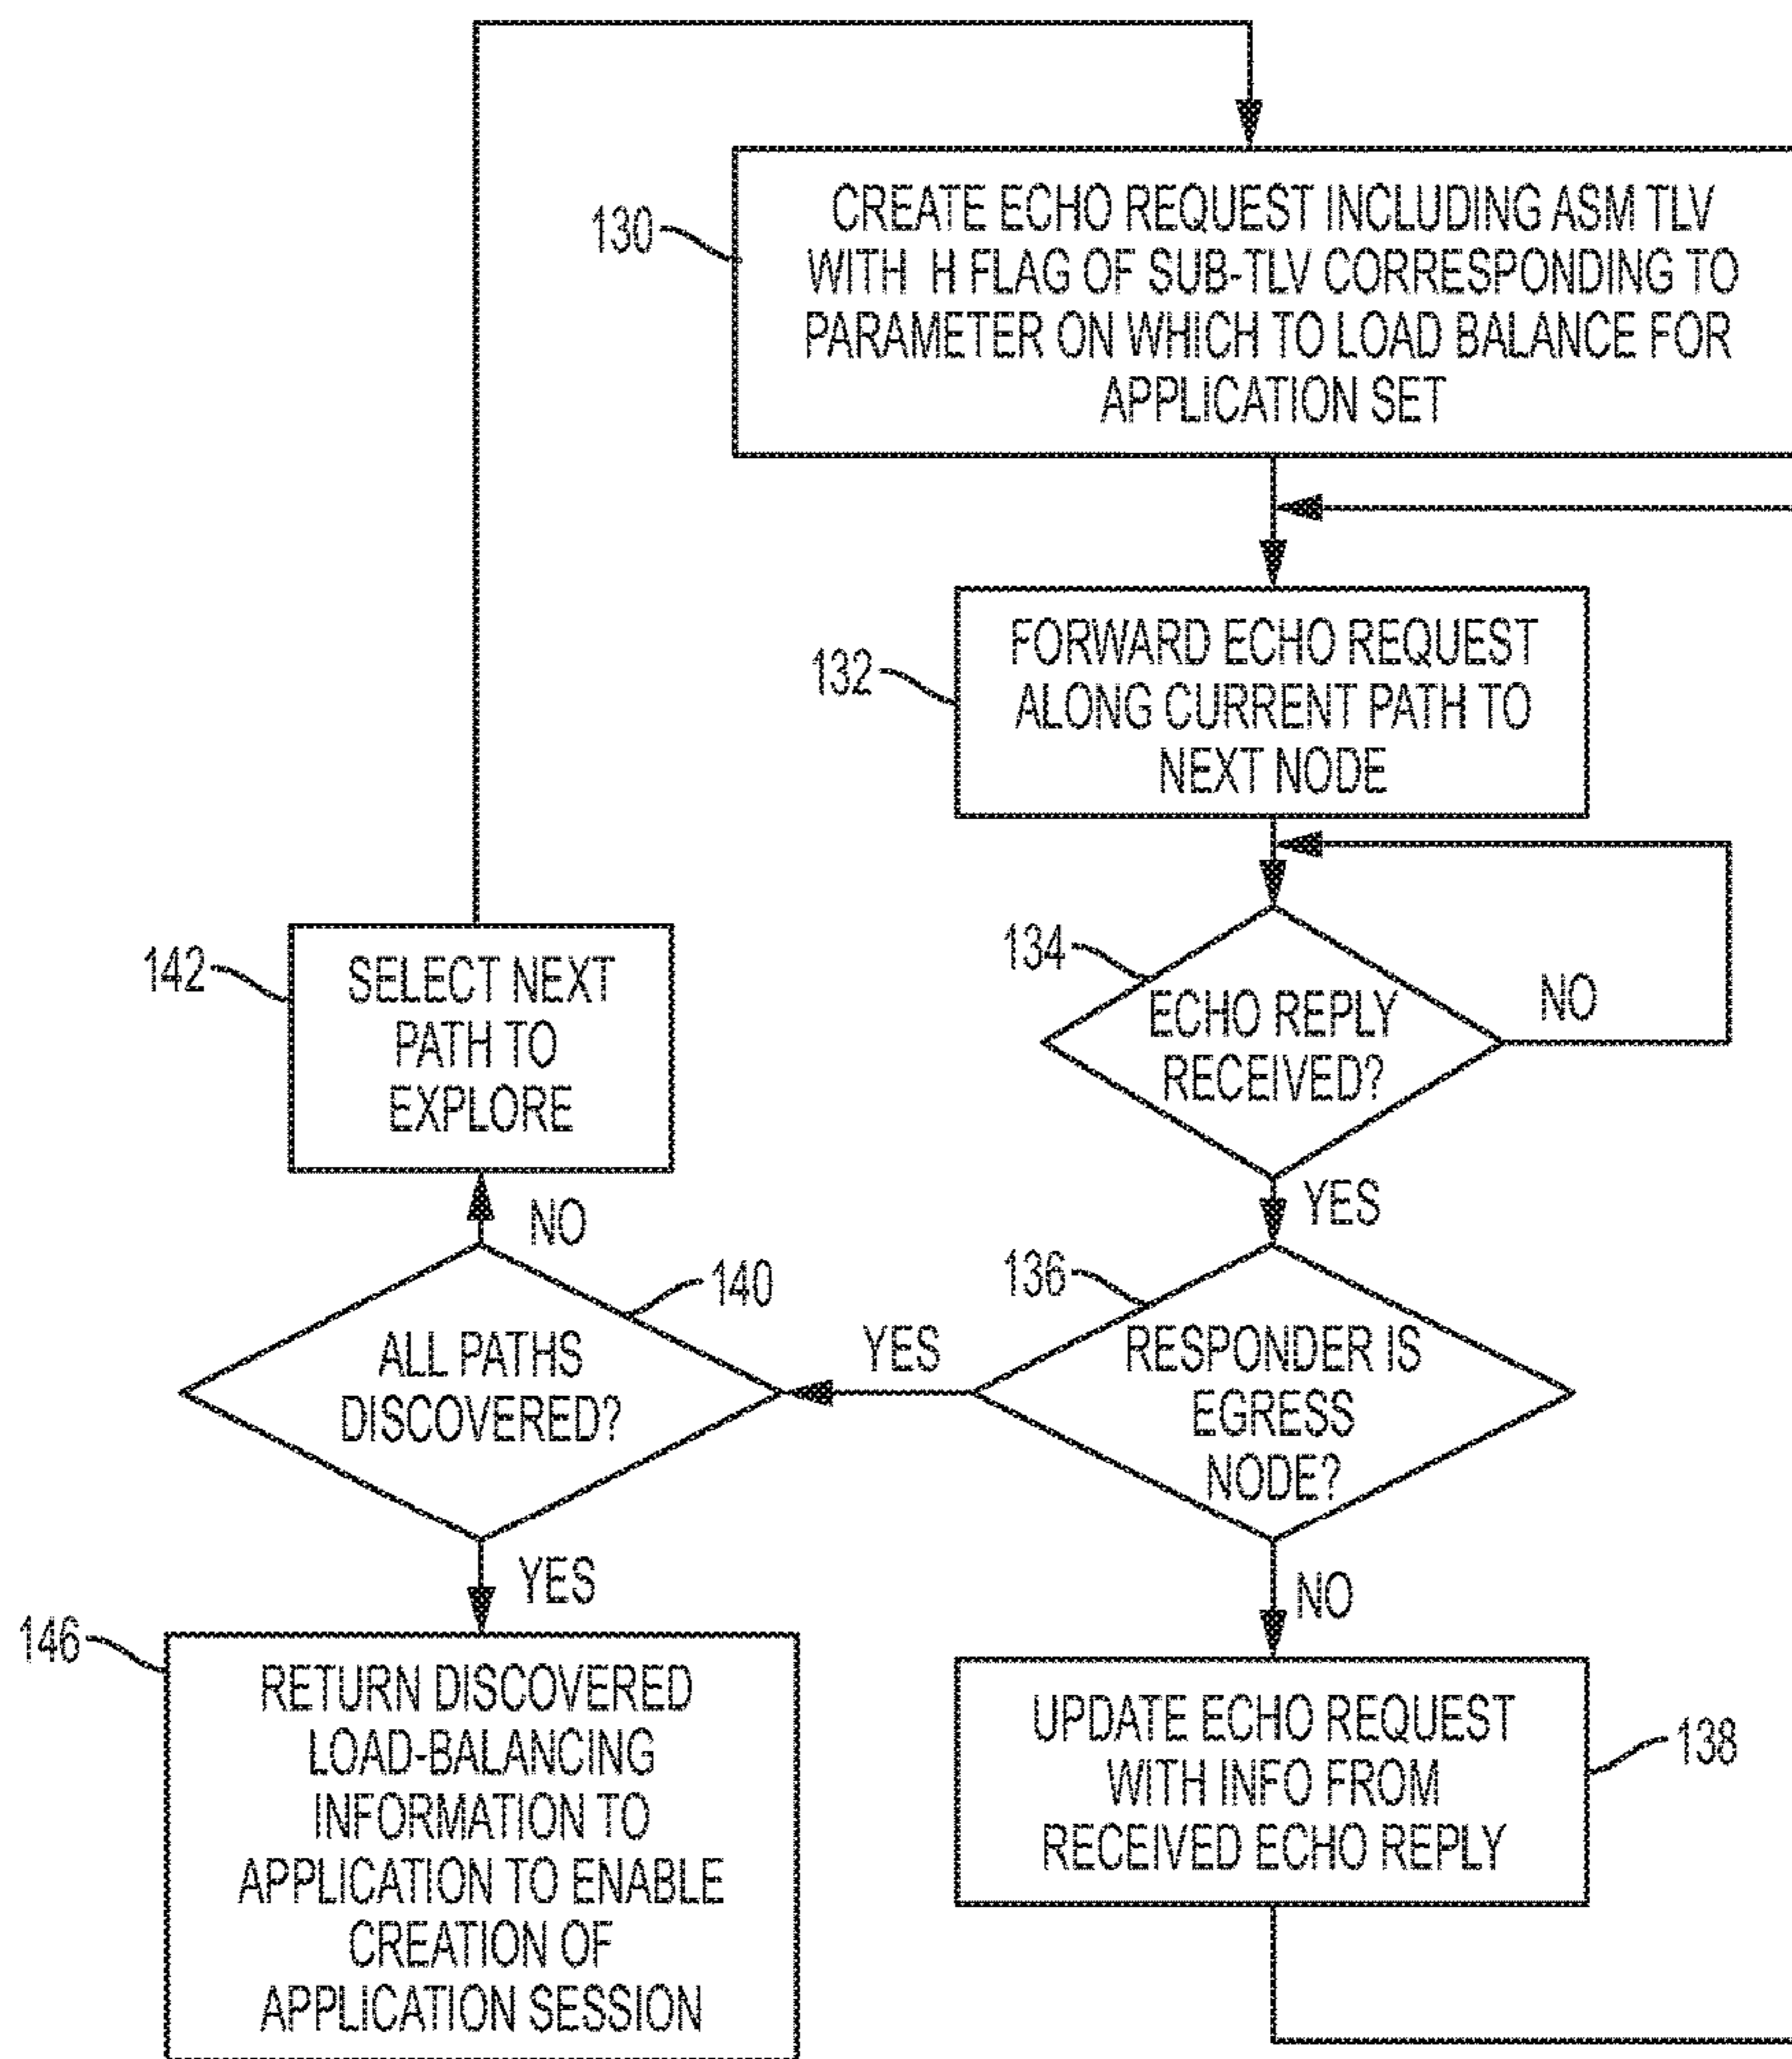 130
CREATE ECHO REQUEST INCLUDING ASM TLV
WITH H FLAG OF SUB-TLV CORRESPONDING TO
PARAMETER ON WHICH TO LOAD BALANCE FOR
APPLICATION SET
132
FORWARD ECHO REQUEST
ALONG CURRENT PATH TO
NEXT NODE
134
ECHO REPLY
RECEIVED?
NO
YES
142
SELECT NEXT
PATH TO
EXPLORE
NO
140
ALL PATHS
DISCOVERED?
YES
136
RESPONDER IS
EGRESS
NODE?
YES
NO
146
RETURN DISCOVERED
LOAD-BALANCING
INFORMATION TO
APPLICATION TO ENABLE
CREATION OF
APPLICATION SESSION
UPDATE ECHO REQUEST
WITH INFO FROM
RECEIVED ECHO REPLY
138